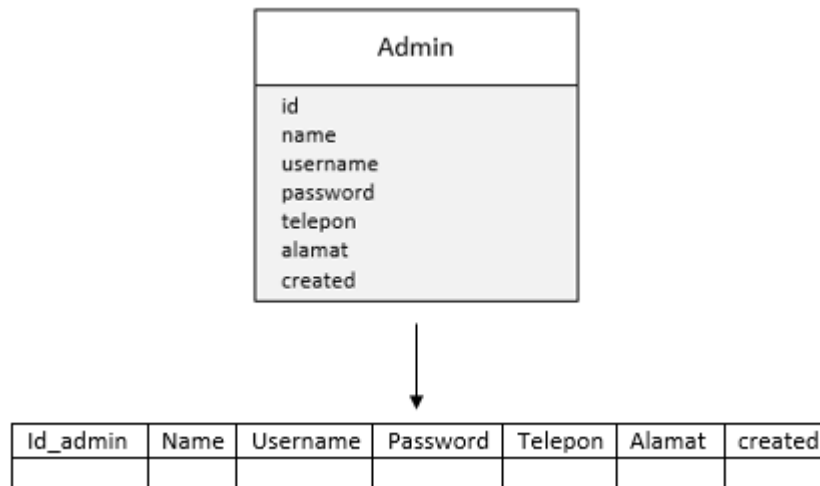 Admin
id
name
username
password
telepon
alamat
created
Id_admin Name Username Password Telepon Alamat created